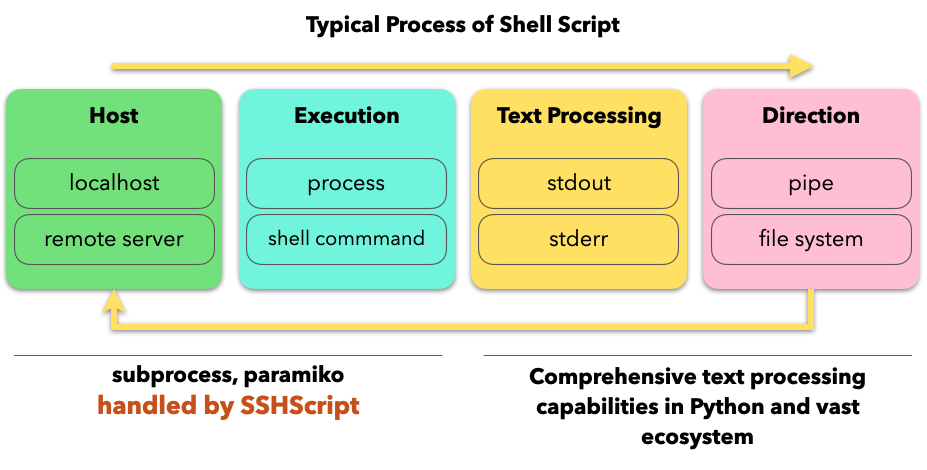 Typical Process of Shell Script
Host
localhost
remote server
Execution
process
shell commmand
Text Processing
stdout
stderr
Direction
pipe
file system
subprocess, paramiko
handled by SSHScript
Comprehensive text processing
capabilities in Python and vast
ecosystem